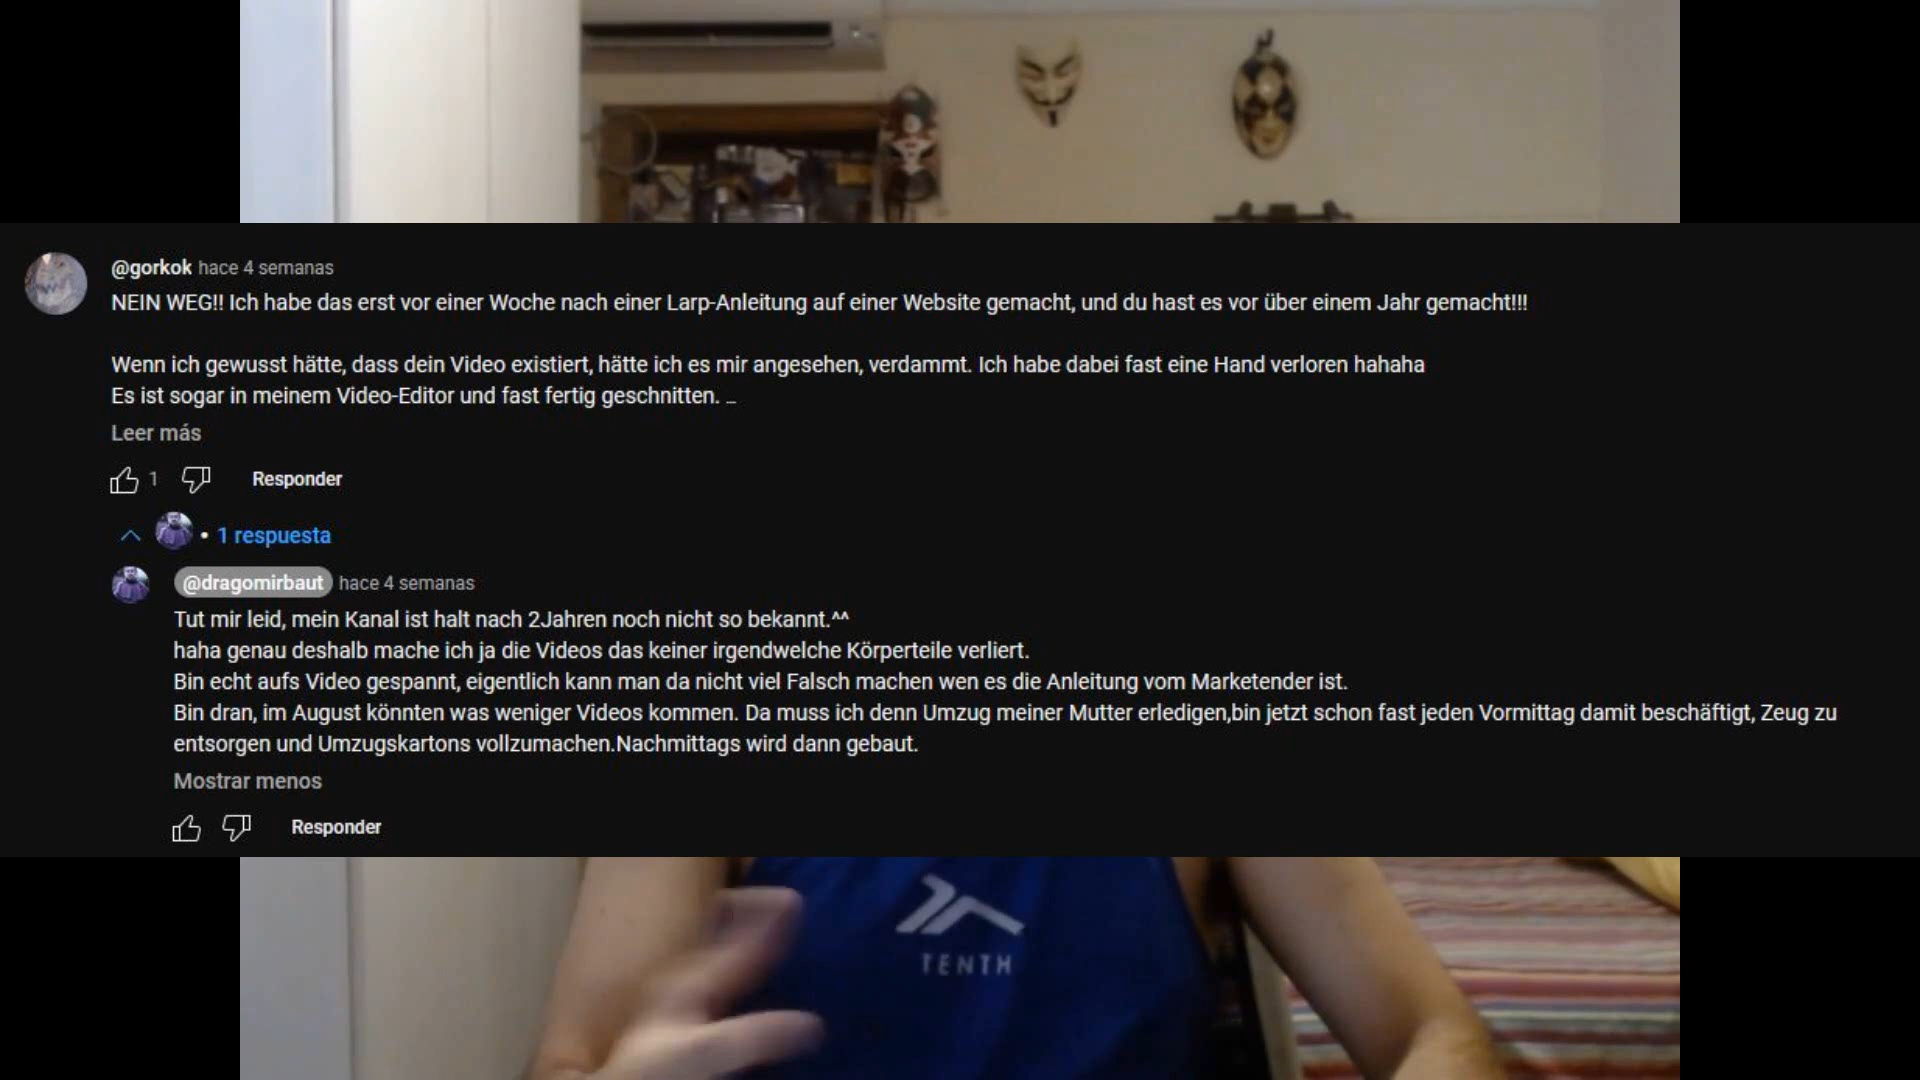 @gorkok hace 4 semanas
NEIN WEG!! Ich habe das erst vor einer Woche nach einer Larp-Anleitung auf einer Website gemacht, und du hast es vor über einem Jahr gemacht!!!
Wenn ich gewusst hätte, dass dein Video existiert, hätte ich es mir angesehen, verdammt. Ich habe dabei fast eine Hand verloren hahaha
Es ist sogar in meinem Video-Editor und fast fertig geschnitten. ...
Leer más
1 Responder
• 1 respuesta
@dragomirbaut hace 4 semanas
Tut mir leid, mein Kanal ist halt nach 2Jahren noch nicht so bekannt.^^
haha genau deshalb mache ich ja die Videos das keiner irgendwelche Körperteile verliert.
Bin echt aufs Video gespannt, eigentlich kann man da nicht viel Falsch machen wen es die Anleitung vom Marketender ist.
Bin dran, im August könnten was weniger Videos kommen. Da muss ich denn Umzug meiner Mutter erledigen,bin jetzt schon fast jeden Vormittag damit beschäftigt, Zeug zu
entsorgen und Umzugskartons vollzumachen.Nachmittags wird dann gebaut.
Mostrar menos
Responder
TENTH